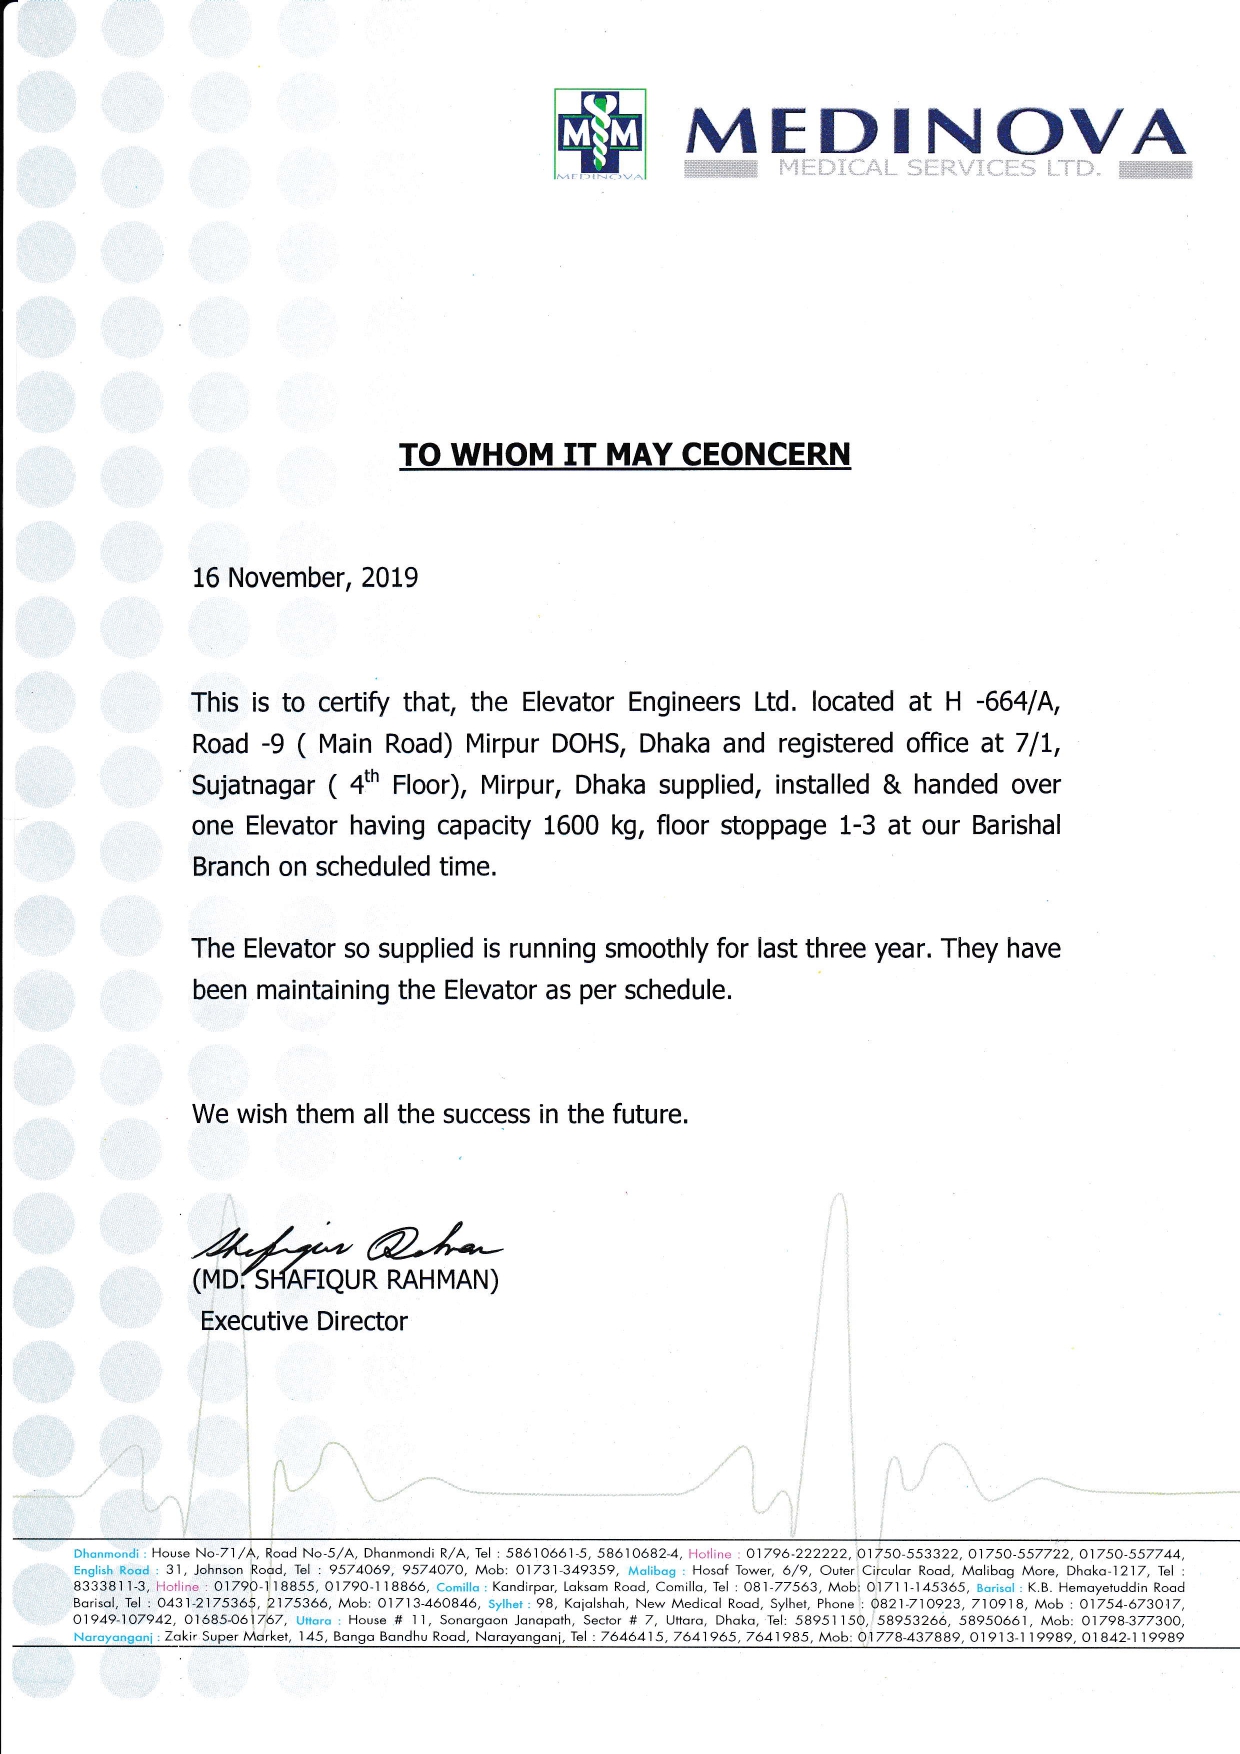 M M
MEDINOVA
MEDINOVA
MEDICAL SERVICES LTD.
TO WHOM IT MAY CEONCERN
16 November, 2019
This is to certify that, the Elevator Engineers Ltd. located at H -664/A,
Road -9 ( Main Road) Mirpur DOHS, Dhaka and registered office at 7/1,
Sujatnagar ( 4th Floor), Mirpur, Dhaka supplied, installed & handed over
one Elevator having capacity 1600 kg, floor stoppage 1-3 at our Barishal
Branch on scheduled time.
The Elevator so supplied is running smoothly for last three year. They have
been maintaining the Elevator as per schedule.
We wish them all the success in the future.
Shafiqur Rahman
(MD. SHAFIQUR RAHMAN)
Executive Director
Dhanmondi : House No-71/A, Road No-5/A, Dhanmondi R/A, Tel : 58610661-5, 58610682-4, Hotline : 01796-222222, 01750-553322, 01750-557722, 01750-557744,
English Road : 31, Johnson Road, Tel : 9574069, 9574070, Mob: 01731-349359, Malibag : Hosaf Tower, 6/9, Outer Circular Road, Malibag More, Dhaka-1217, Tel :
8333811-3, Hotline : 01790-118855, 01790-118866, Comilla : Kandirpar, Laksam Road, Comilla, Tel : 081-77563, Mob: 01711-145365, Barisal : K.B. Hemayetuddin Road
Barisal, Tel : 0431-2175365, 2175366, Mob: 01713-460846, Sylhet : 98, Kajalshah, New Medical Road, Sylhet, Phone : 0821-710923, 710918, Mob : 01754-673017,
01949-107942, 01685-061767, Uttara : House # 11, Sonargaon Janapath, Sector # 7, Uttara, Dhaka, Tel: 58951150, 58953266, 58950661, Mob: 01798-377300,
Narayanganj : Zakir Super Market, 145, Banga Bandhu Road, Narayanganj, Tel : 7646415, 7641965, 7641985, Mob: 01778-437889, 01913-119989, 01842-119989